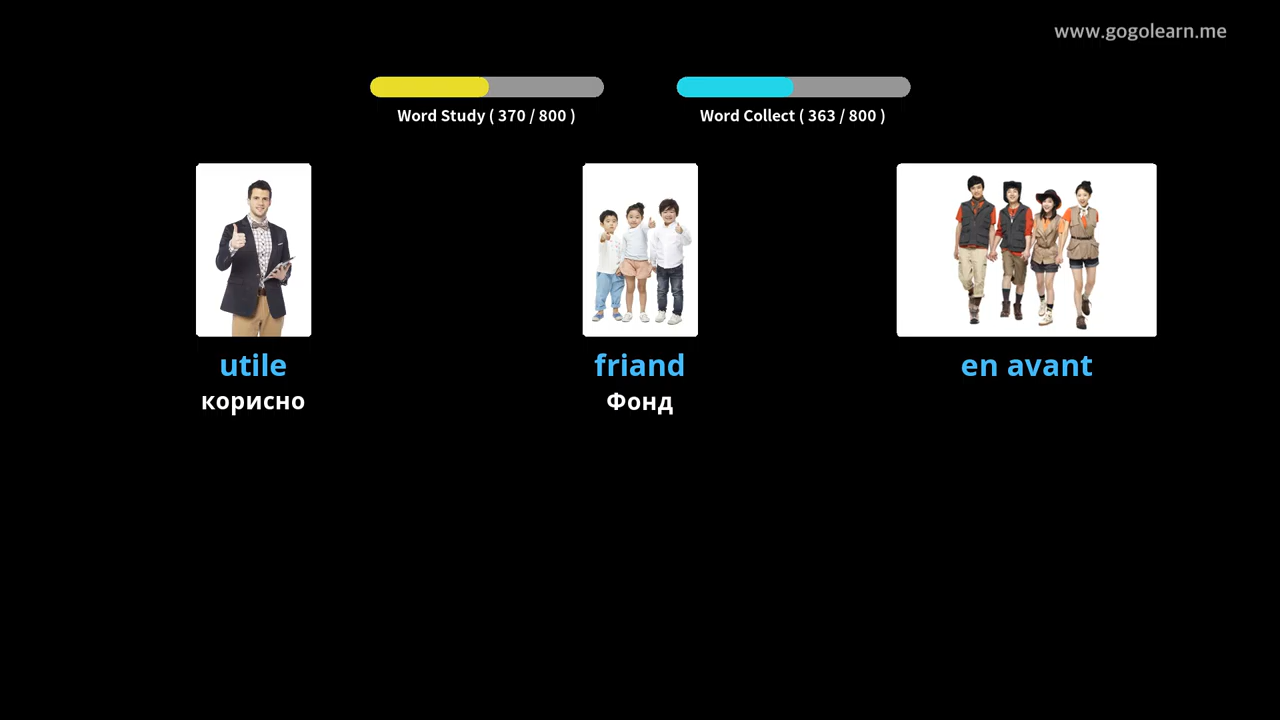 www.gogolearn.me
Word Study ( 370 / 800 )
Word Collect ( 363 / 800 )
utile
корисно
friand
Фонд
en avant